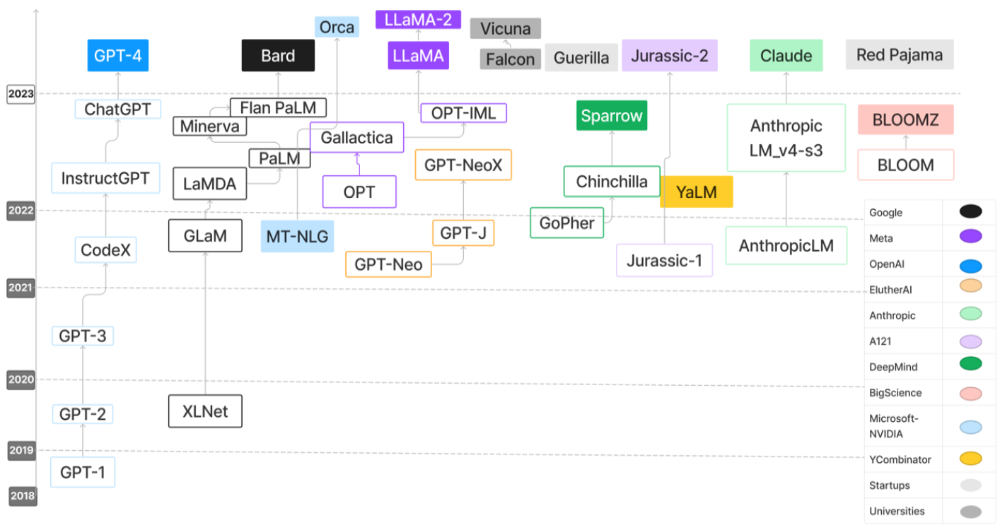 Orca
LLaMA-2
Vicuna
GPT-4
Bard
LLaMA
Falcon
Guerilla
Jurassic-2
Claude
Red Pajama
2023
ChatGPT
Flan PaLM
Minerva
OPT-IML
Sparrow
Anthropic
LM_v4-s3
BLOOMZ
Gallactica
PaLM
InstructGPT
LaMDA
OPT
GPT-NeoX
Chinchilla
YaLM
BLOOM
2022
GLaM
MT-NLG
GPT-J
GoPher
CodeX
GPT-Neo
Jurassic-1
AnthropicLM
2021
GPT-3
2020
GPT-2
XLNet
2019
GPT-1
2018
Google
Meta
OpenAI
ElutherAI
Anthropic
A121
DeepMind
BigScience
Microsoft-
NVIDIA
YCombinator
Startups
Universities